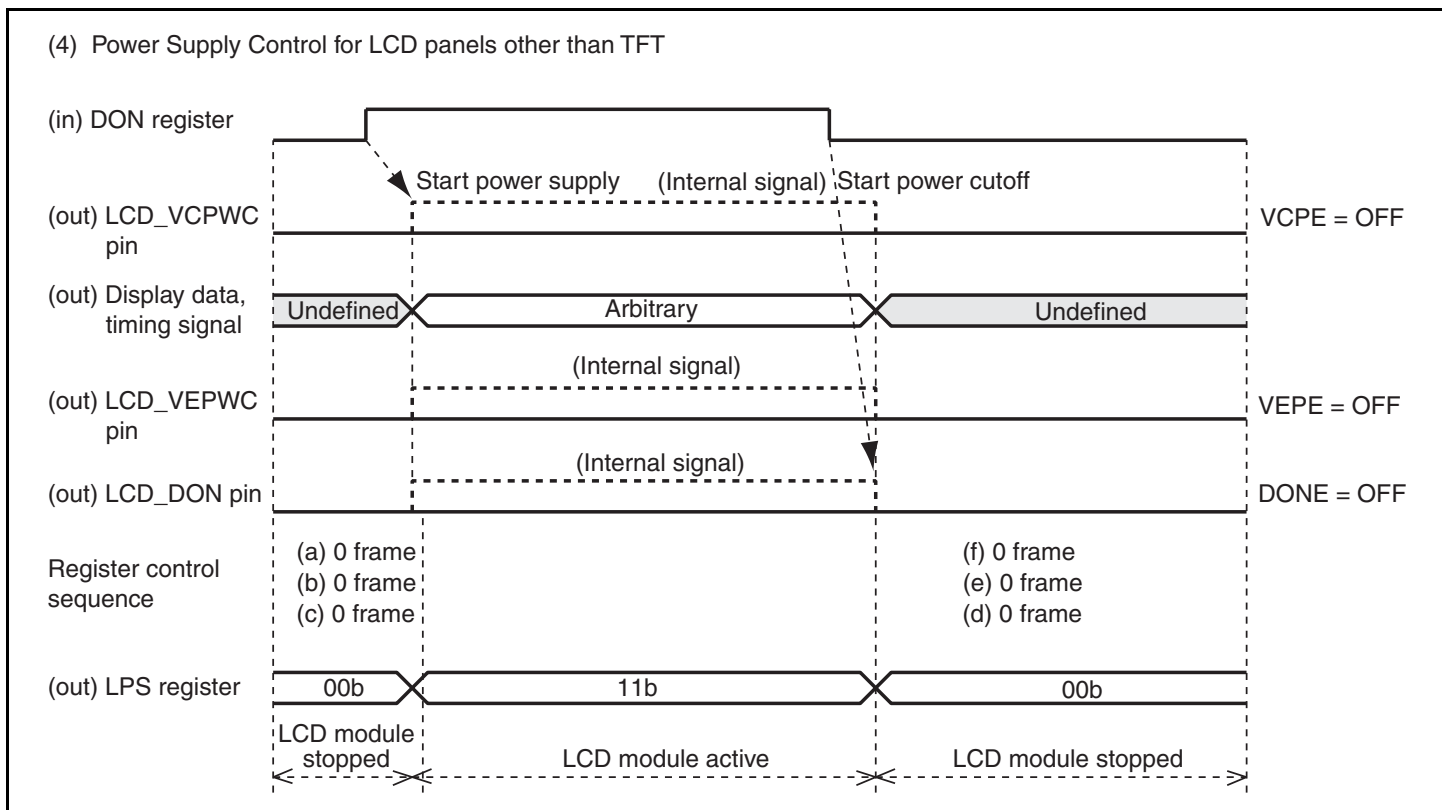 (4) Power Supply Control for LCD panels other than TFT
(in) DON register
Start power supply
(Internal signal)
Start power cutoff
(out) LCD_VCPWC
pin
VCPE = OFF
(out) Display data,
timing signal
Undefined
Arbitrary
Undefined
(Internal signal)
(out) LCD_VEPWC
pin
VEPE = OFF
(Internal signal)
(out) LCD_DON pin
DONE = OFF
Register control
sequence
(a) 0 frame
(b) 0 frame
(c) 0 frame
(f) 0 frame
(e) 0 frame
(d) 0 frame
(out) LPS register
00b
11b
00b
LCD module
stopped
LCD module active
LCD module stopped